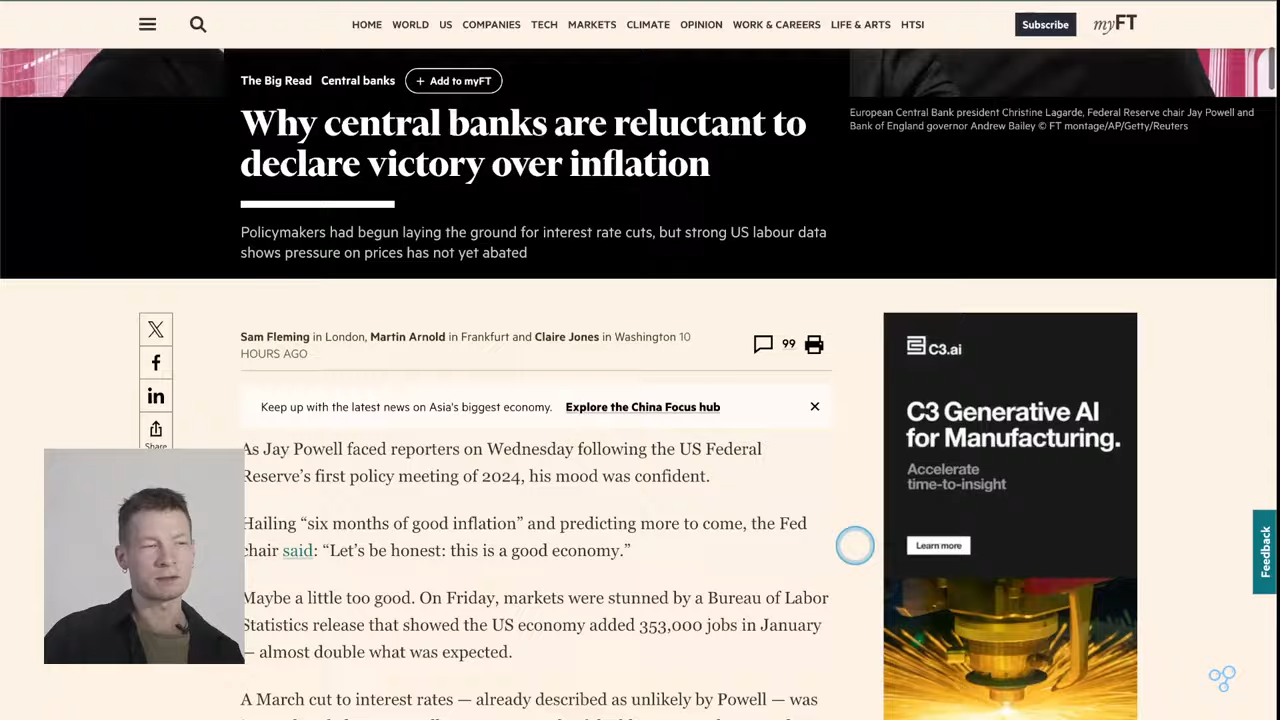 HOME WORLD US COMPANIES TECH MARKETS CLIMATE OPINION WORK & CAREERS LIFE & ARTS HTSI
Subscribe
myFT
The Big Read Central banks + Add to myFT
Why central banks are reluctant to
declare victory over inflation
Policymakers had begun laying the ground for interest rate cuts, but strong US labour data
shows pressure on prices has not yet abated
European Central Bank president Christine Lagarde, Federal Reserve chair Jay Powell and
Bank of England governor Andrew Bailey © FT montage/AP/Getty/Reuters
Sam Fleming in London, Martin Arnold in Frankfurt and Claire Jones in Washington 10
HOURS AGO
99
Keep up with the latest news on Asia's biggest economy. Explore the China Focus hub
Share
As Jay Powell faced reporters on Wednesday following the US Federal
Reserve's first policy meeting of 2024, his mood was confident.
Hailing “six months of good inflation” and predicting more to come, the Fed
chair said: “Let's be honest: this is a good economy.”
Maybe a little too good. On Friday, markets were stunned by a Bureau of Labor
Statistics release that showed the US economy added 353,000 jobs in January
— almost double what was expected.
A March cut to interest rates — already described as unlikely by Powell — was
C3.ai
C3 Generative AI
for Manufacturing.
Accelerate
time-to-insight
Learn more
Feedback